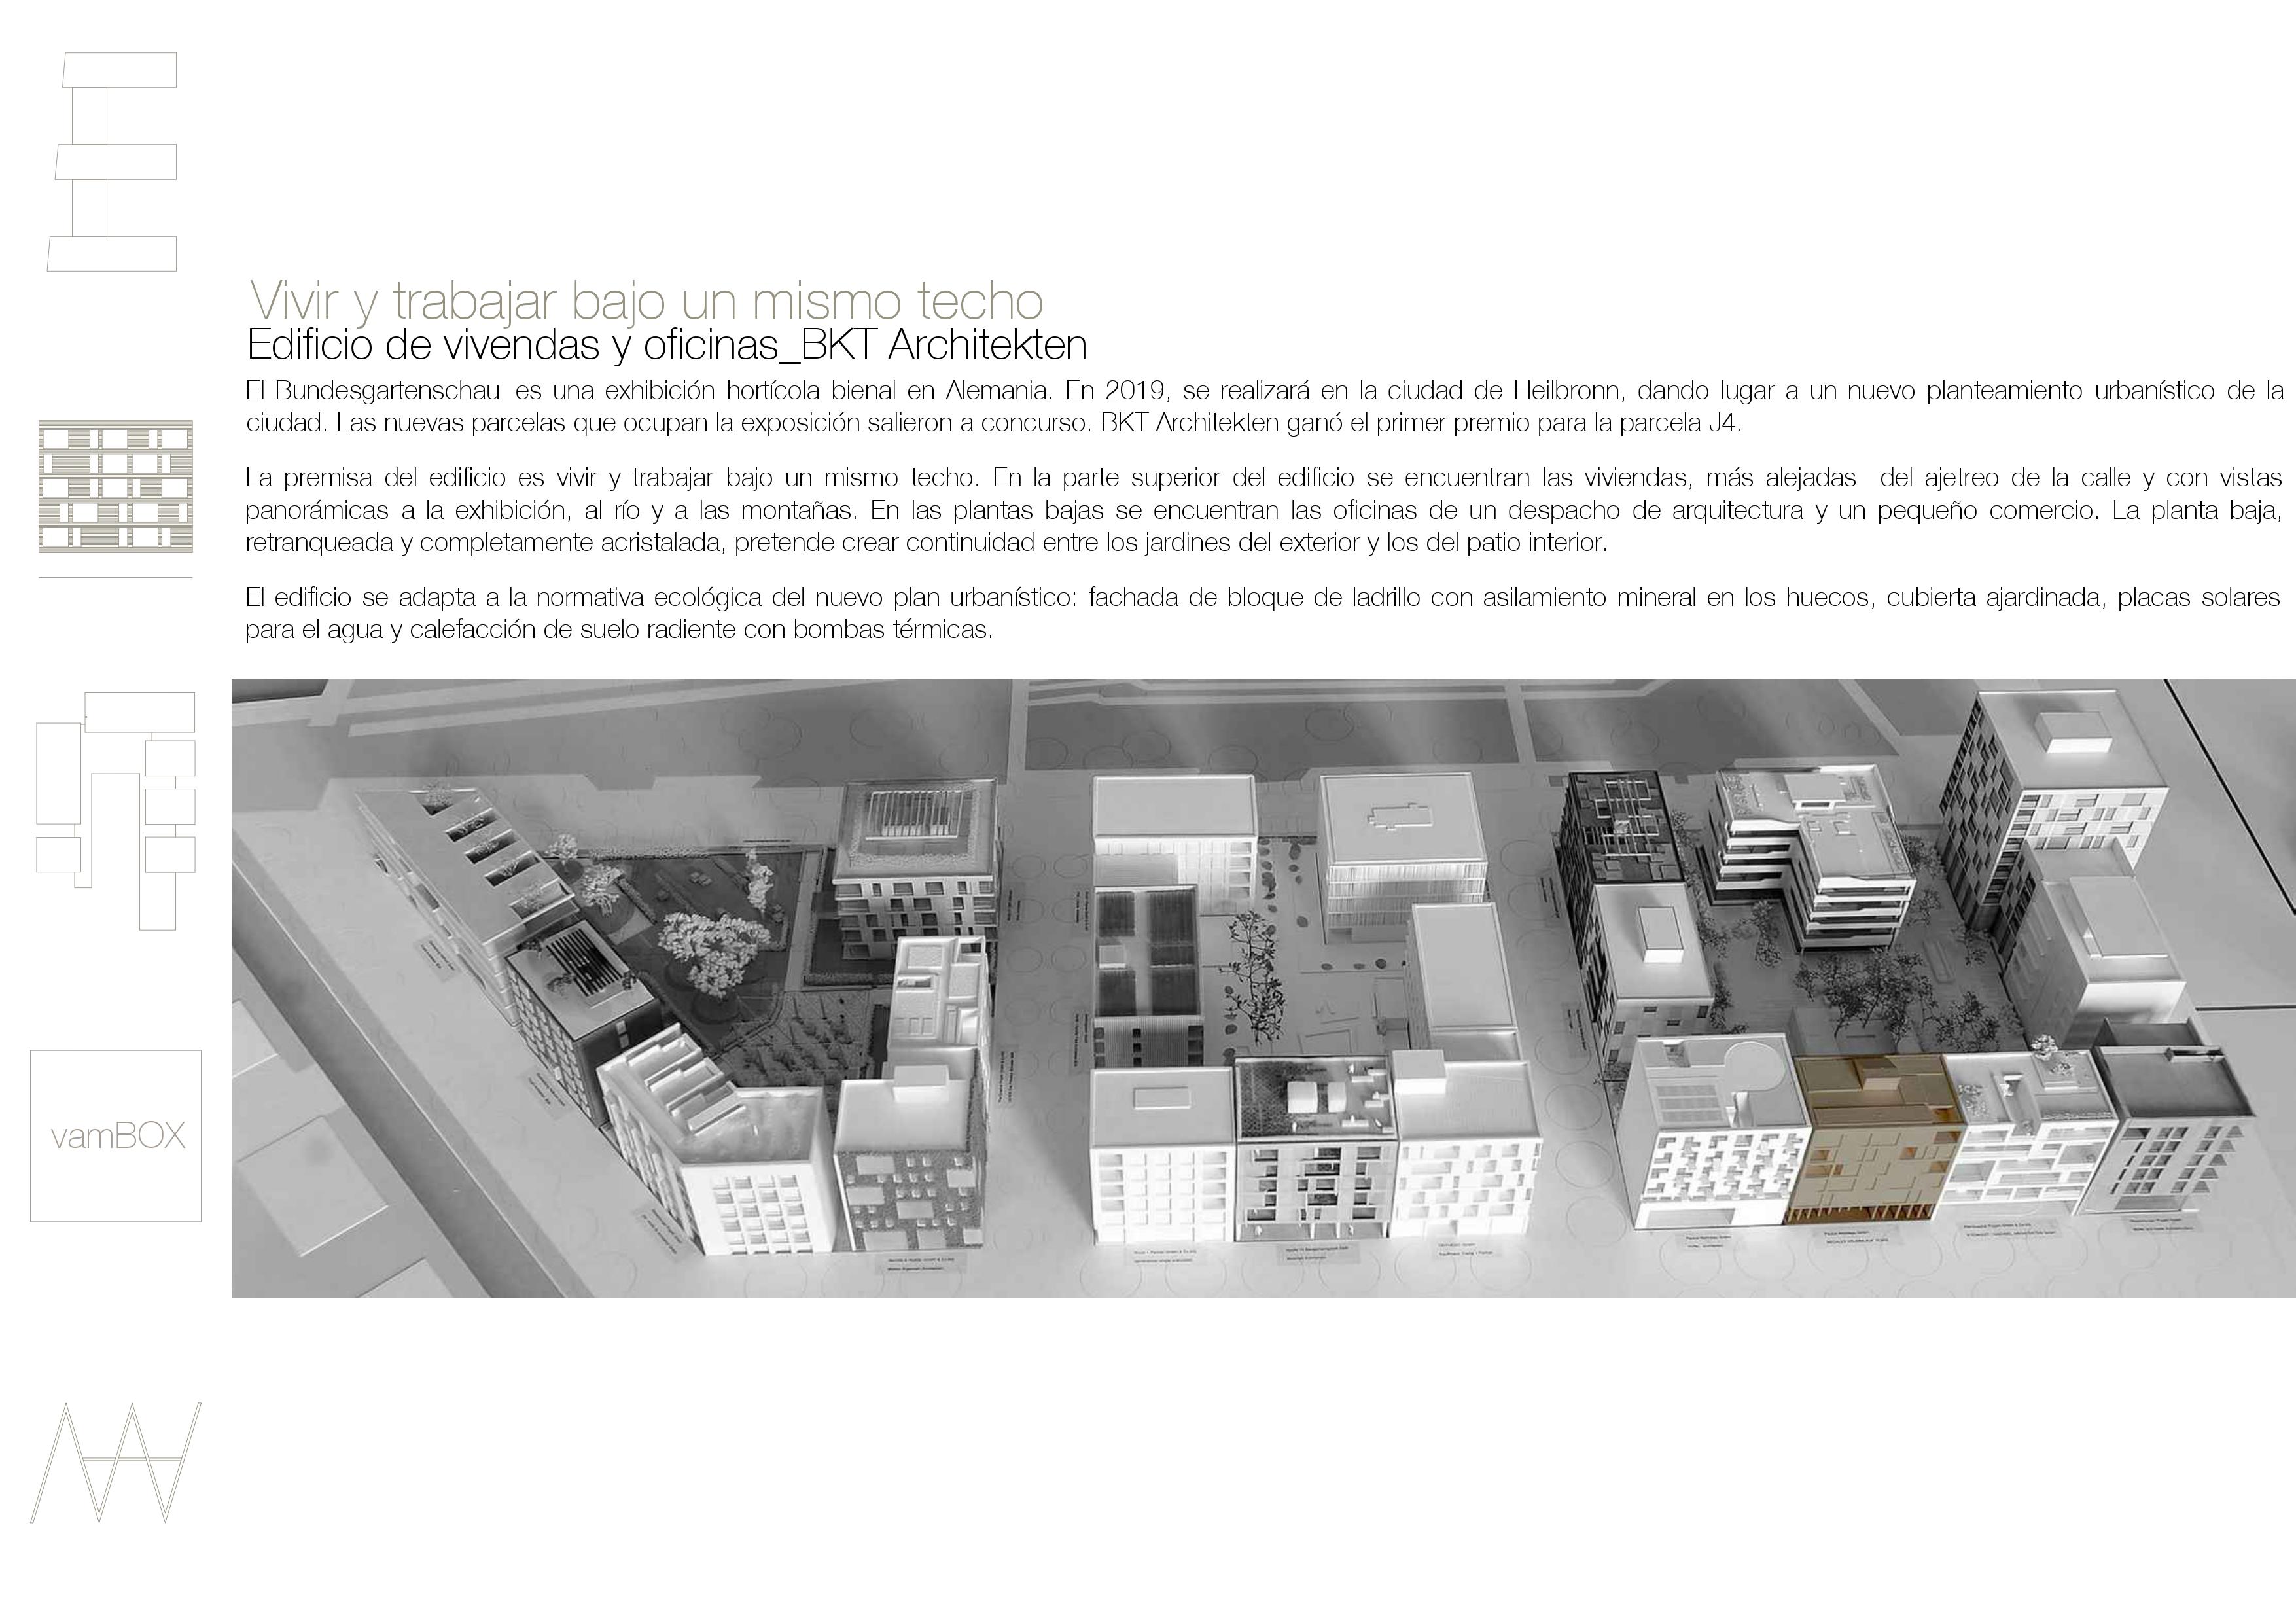 Vivir y trabajar bajo un mismo techo
Edificio de vivendas y oficinas_BKT Architekten
El Bundesgartenschau es una exhibición hortícola bienal en Alemania. En 2019, se realizará en la ciudad de Heilbronn, dando lugar a un nuevo planteamiento urbanístico de la
ciudad. Las nuevas parcelas que ocupan la exposición salieron a concurso. BKT Architekten ganó el primer premio para la parcela J4.
La premisa del edificio es vivir y trabajar bajo un mismo techo. En la parte superior del edificio se encuentran las viviendas, más alejadas del ajetreo de la calle y con vistas
panorámicas a la exhibición, al río y a las montañas. En las plantas bajas se encuentran las oficinas de un despacho de arquitectura y un pequeño comercio. La planta baja,
retranqueada y completamente acristalada, pretende crear continuidad entre los jardines del exterior y los del patio interior.
El edificio se adapta a la normativa ecológica del nuevo plan urbanístico: fachada de bloque de ladrillo con asilamiento mineral en los huecos, cubierta ajardinada, placas solares
para el agua y calefacción de suelo radiente con bombas térmicas.
vamBOX